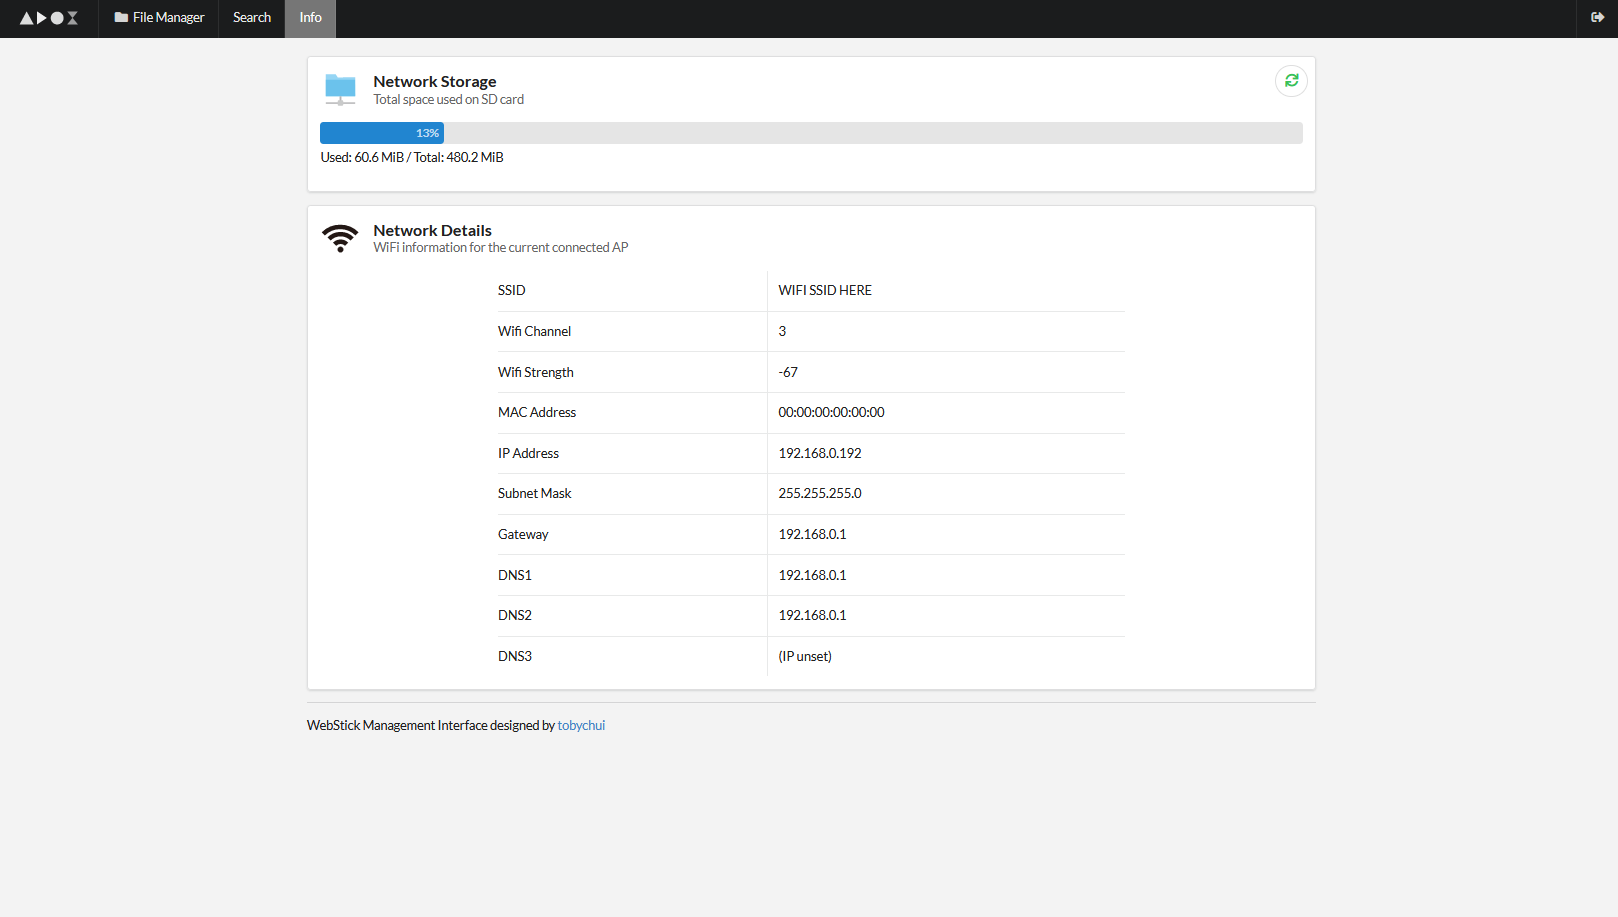 File Manager Search Info
Network Storage
Total space used on SD card
13%
Used: 60.6 MiB / Total: 480.2 MiB
Network Details
WiFi information for the current connected AP
SSID WIFI SSID HERE
Wifi Channel 3
Wifi Strength -67
MAC Address 00:00:00:00:00:00
IP Address 192.168.0.192
Subnet Mask 255.255.255.0
Gateway 192.168.0.1
DNS1 192.168.0.1
DNS2 192.168.0.1
DNS3 (IP unset)
WebStick Management Interface designed by tobychui